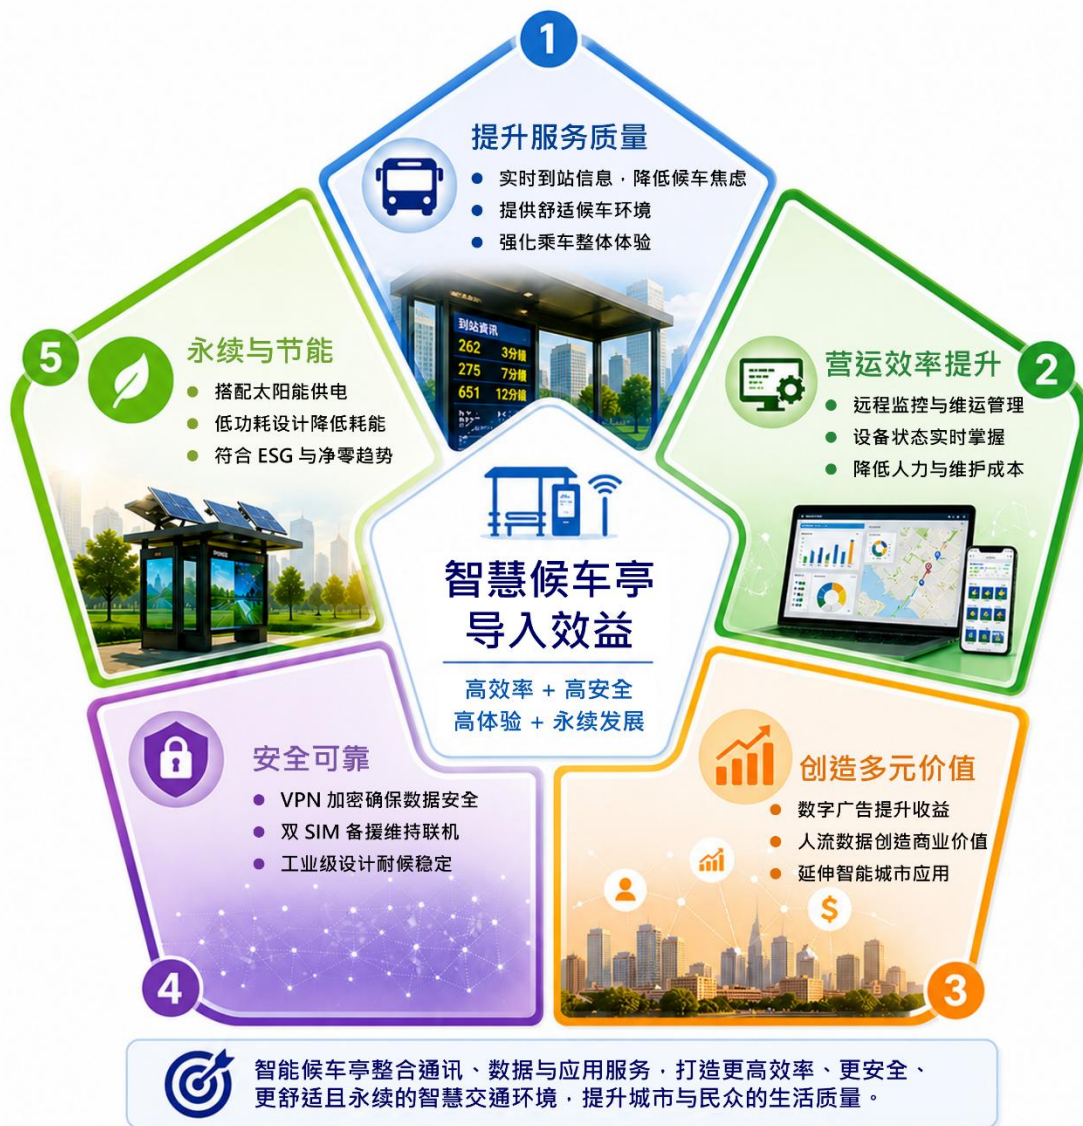 1
提升服务质量
实时到站信息，降低候车焦虑
提供舒适候车环境
强化乘车整体体验
到站資讯
262 3分鐘
275 7分鐘
651 12分鐘
2
营运效率提升
远程监控与维运管理
设备状态实时掌握
降低人力与维护成本
3
创造多元价值
数字广告提升收益
人流数据创造商业价值
延伸智能城市应用
$
4
安全可靠
VPN 加密确保数据安全
双 SIM 备援维持联机
工业级设计耐候稳定
5
永续与节能
搭配太阳能供电
低功耗设计降低耗能
符合 ESG 与净零趋势
智慧候车亭
导入效益
高效率 + 高安全
高体验 + 永续发展
智能候车亭整合通讯、数据与应用服务，打造更高效率、更安全、
更舒适且永续的智慧交通环境，提升城市与民众的生活质量。